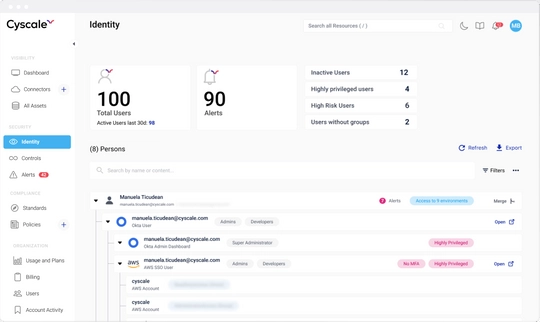 Cyscale
Identity
Search all Resources ( / )
MB
VISIBILITY
Dashboard
Connectors
All Assets
SECURITY
Identity
Controls
Alerts
COMPLIANCE
Standards
Policies
ORGANIZATION
Usage and Plans
Billing
Users
Account Activity
100
Total Users
Active Users last 30d: 98
90
Alerts
Inactive Users 12
Highly privileged users 4
High Risk Users 6
Users without groups 2
(8) Persons
Refresh
Export
Search by name or content...
Filters
Manuela Ticudean
manuela.ticudean@cyscale.com
7 Alerts
Access to 9 environments
Merge
manuela.ticudean@cyscale.com
Okta User
Admins
Developers
Open
manuela.ticudean@cyscale.com
Okta Admin Dashboard
Super Administrator
Highly Privileged
aws
manuela.ticudean@cyscale.com
AWS SSO User
Admins
Developers
No MFA
Highly Privileged
Open
cyscale
AWS Account
cyscale
AWS Account